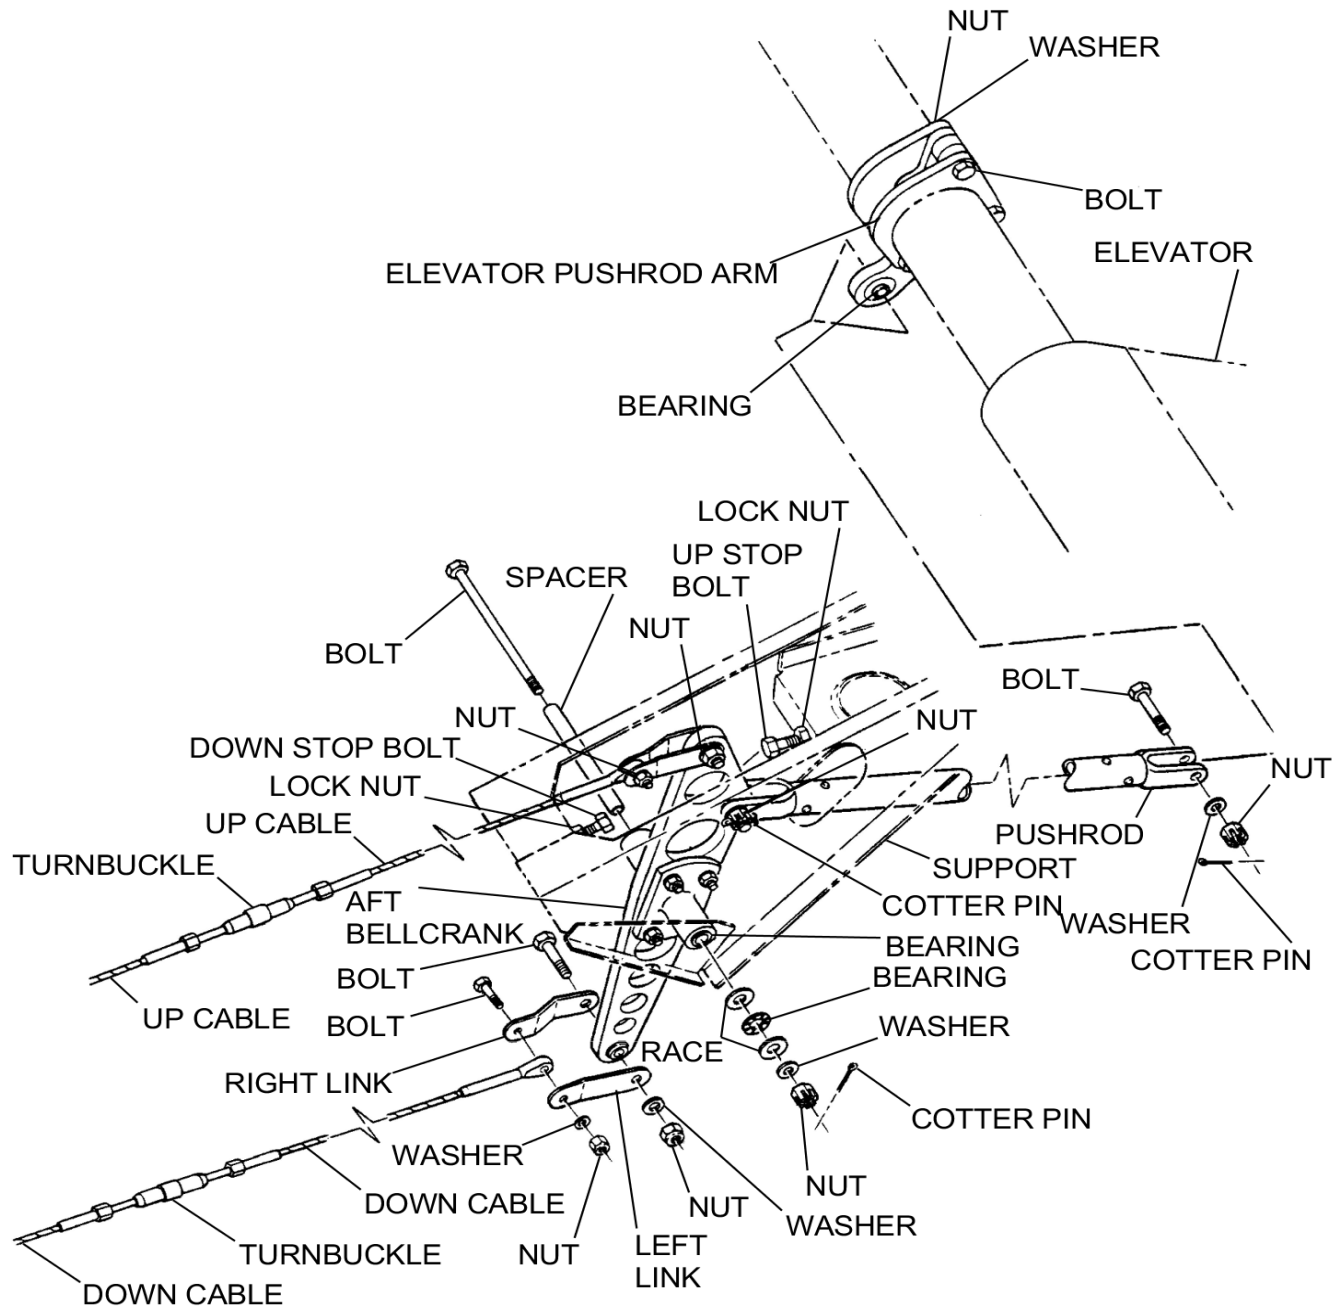 NUT
WASHER
BOLT
ELEVATOR
ELEVATOR PUSHROD ARM
BEARING
LOCK NUT
UP STOP
BOLT
SPACER
NUT
BOLT
BOLT
NUT
NUT
DOWN STOP BOLT
NUT
LOCK NUT
UP CABLE
PUSHROD
TURNBUCKLE
SUPPORT
AFT
BELLCRANK
COTTER PIN
WASHER
BEARING
COTTER PIN
BOLT
BEARING
UP CABLE
BOLT
WASHER
RACE
RIGHT LINK
COTTER PIN
WASHER
NUT
DOWN CABLE
NUT
WASHER
TURNBUCKLE
NUT
LEFT
LINK
DOWN CABLE